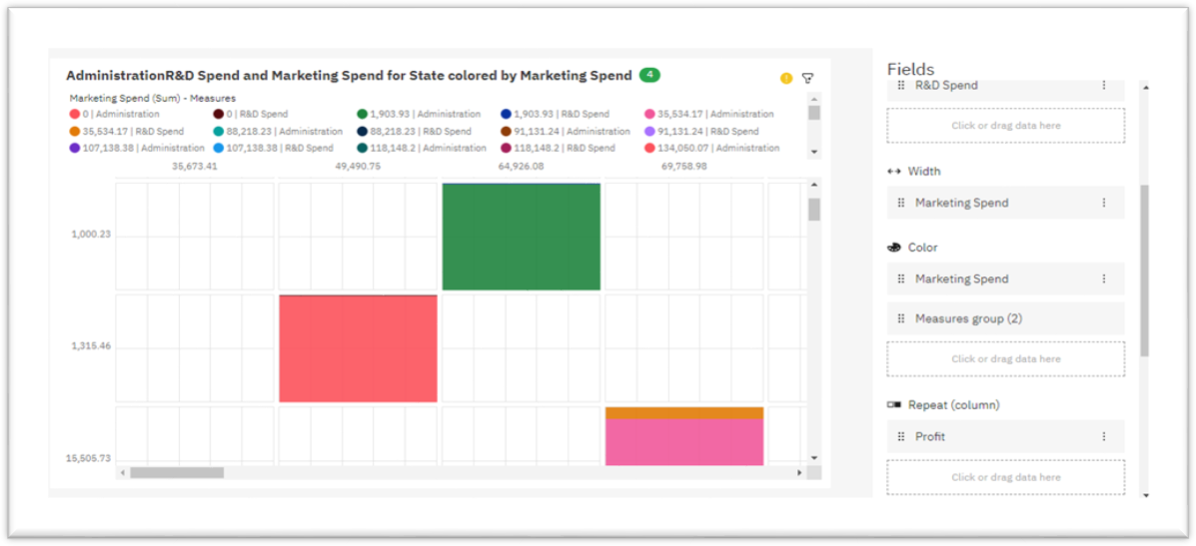 AdministrationR&D Spend and Marketing Spend for State colored by Marketing Spend 4
Marketing Spend (Sum) - Measures
0 | Administration 0 | R&D Spend 1,903.93 | Administration 1,903.93 | R&D Spend 35,534.17 | Administration
35,534.17 | R&D Spend 88,218.23 | Administration 88,218.23 | R&D Spend 91,131.24 | Administration 91,131.24 | R&D Spend
107,138.38 | Administration 107,138.38 | R&D Spend 118,148.2 | Administration 118,148.2 | R&D Spend 134,050.07 | Administration
35,673.41 49,490.75 64,926.08 69,758.98
1,000.23
1,315.46
15,505.73
Fields
R&D Spend
Click or drag data here
Width
Marketing Spend
Color
Marketing Spend
Measures group (2)
Click or drag data here
Repeat (column)
Profit
Click or drag data here